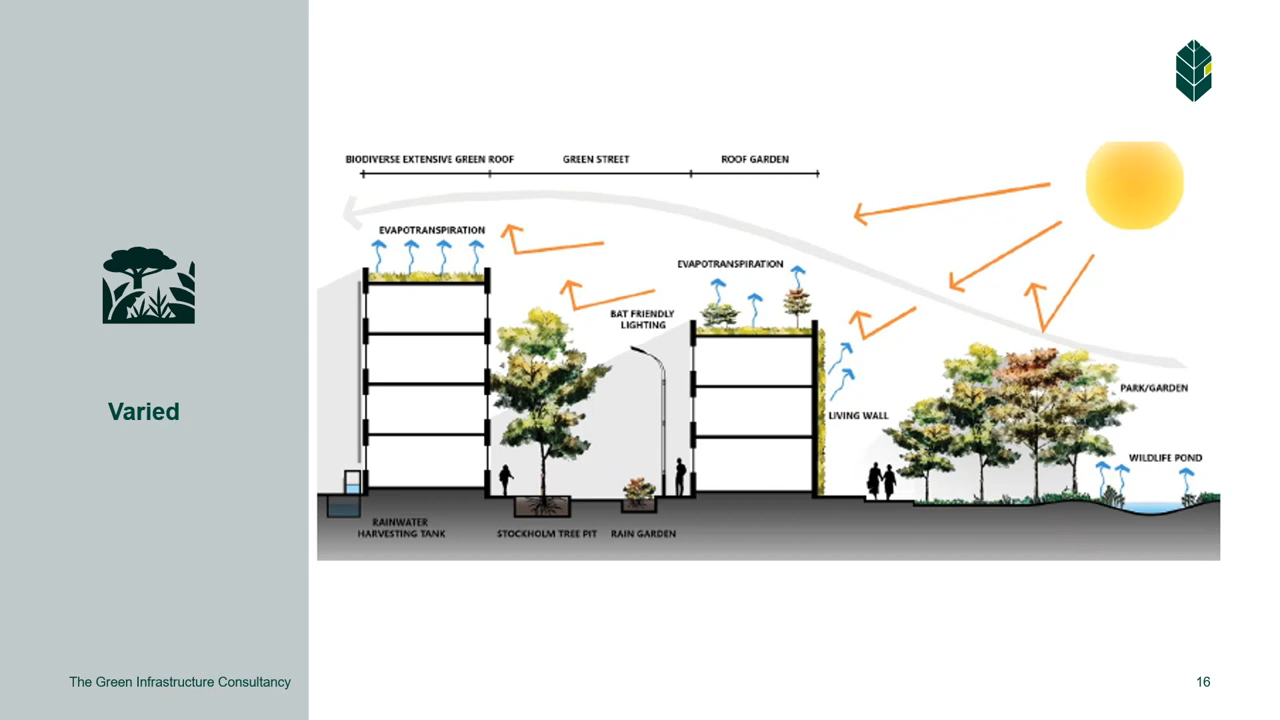 Varied
The Green Infrastructure Consultancy
BIODIVERSE EXTENSIVE GREEN ROOF
GREEN STREET
ROOF GARDEN
EVAPOTRANSPIRATION
EVAPOTRANSPIRATION
BAT FRIENDLY
LIGHTING
PARK/GARDEN
LIVING WALL
WILDLIFE POND
RAINWATER
HARVESTING TANK
STOCKHOLM TREE PIT
RAIN GARDEN
16